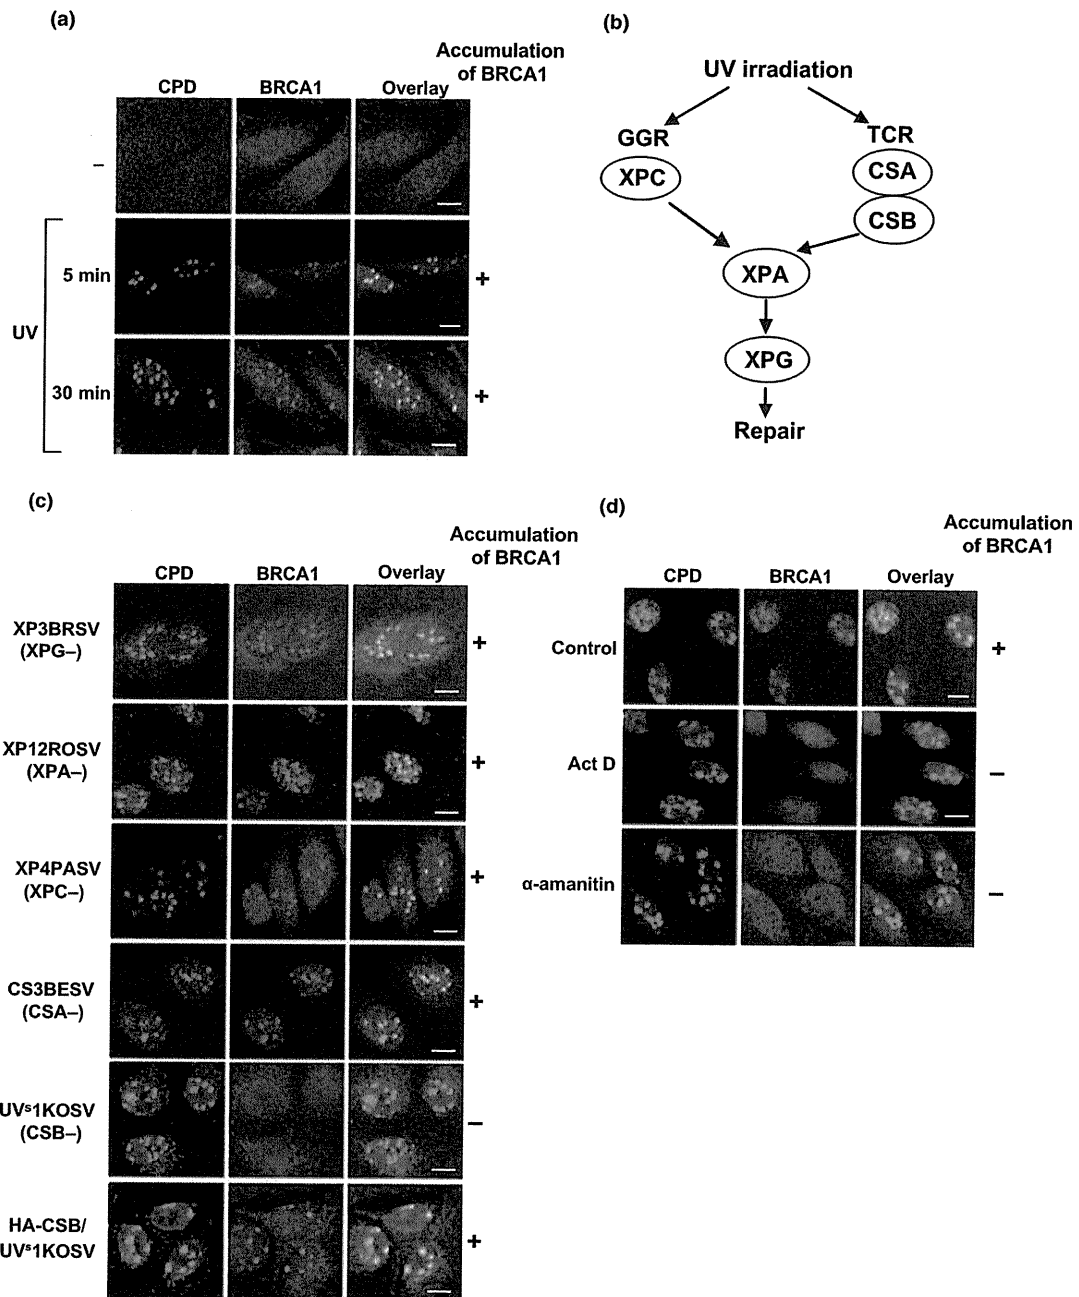 (a)
Accumulation
of BRCA1
CPD BRCA1 Overlay
–
UV
5 min +
30 min +
(b)
UV irradiation
GGR TCR
XPC CSA
CSB
XPA
XPG
Repair
(c)
Accumulation
of BRCA1
CPD BRCA1 Overlay
XP3BRSV
(XPG–) +
XP12ROSV
(XPA–) +
XP4PASV
(XPC–) +
CS3BESV
(CSA–) +
UVˢ1KOSV
(CSB–) –
HA-CSB/
UVˢ1KOSV +
(d)
Accumulation
of BRCA1
CPD BRCA1 Overlay
Control +
Act D –
α-amanitin –